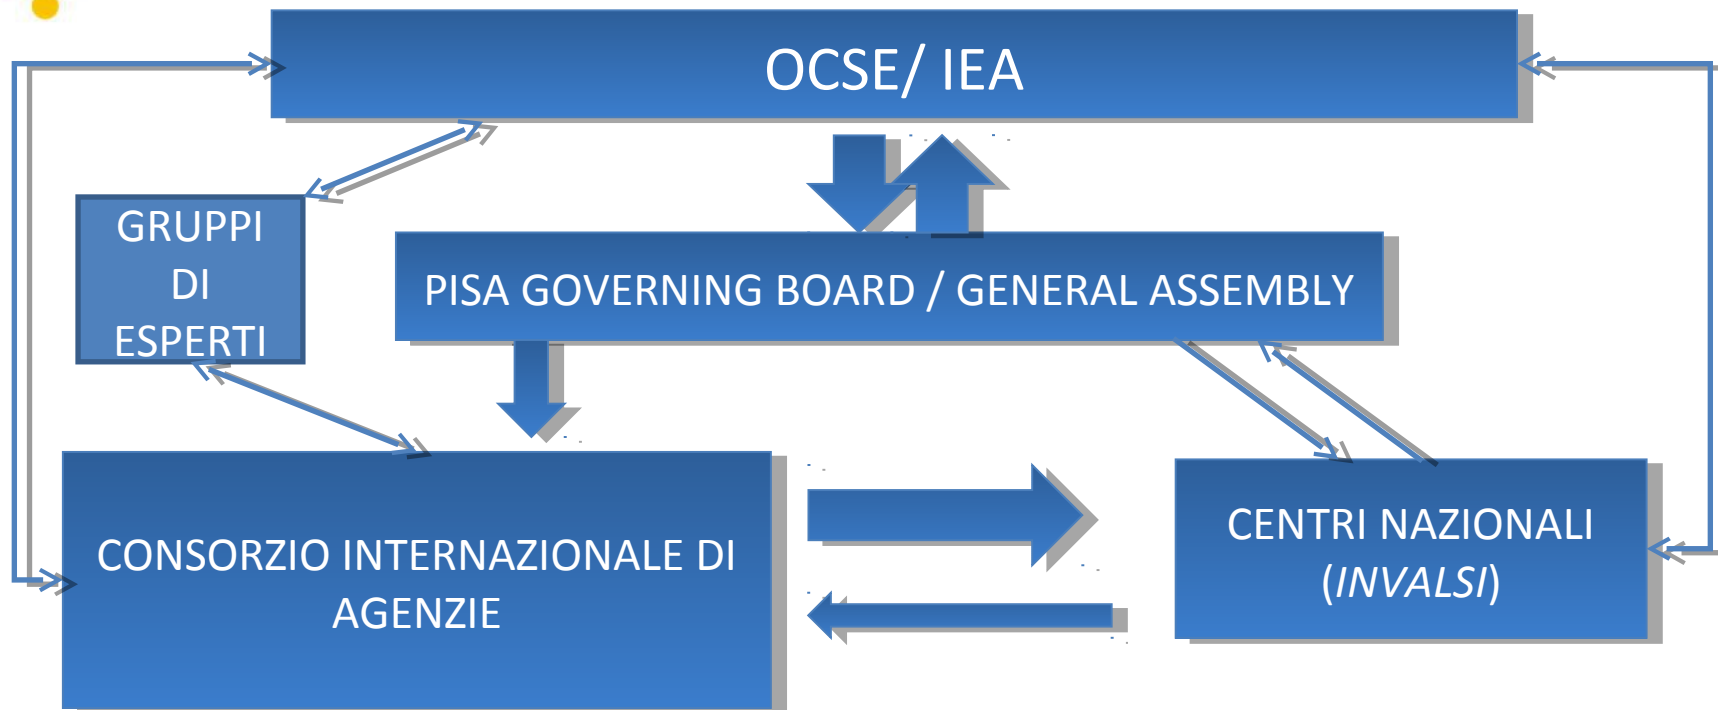 OCSE/ IEA
GRUPPI
DI
ESPERTI
PISA GOVERNING BOARD / GENERAL ASSEMBLY
CONSORZIO INTERNAZIONALE DI
AGENZIE
CENTRI NAZIONALI
(INVALSI)